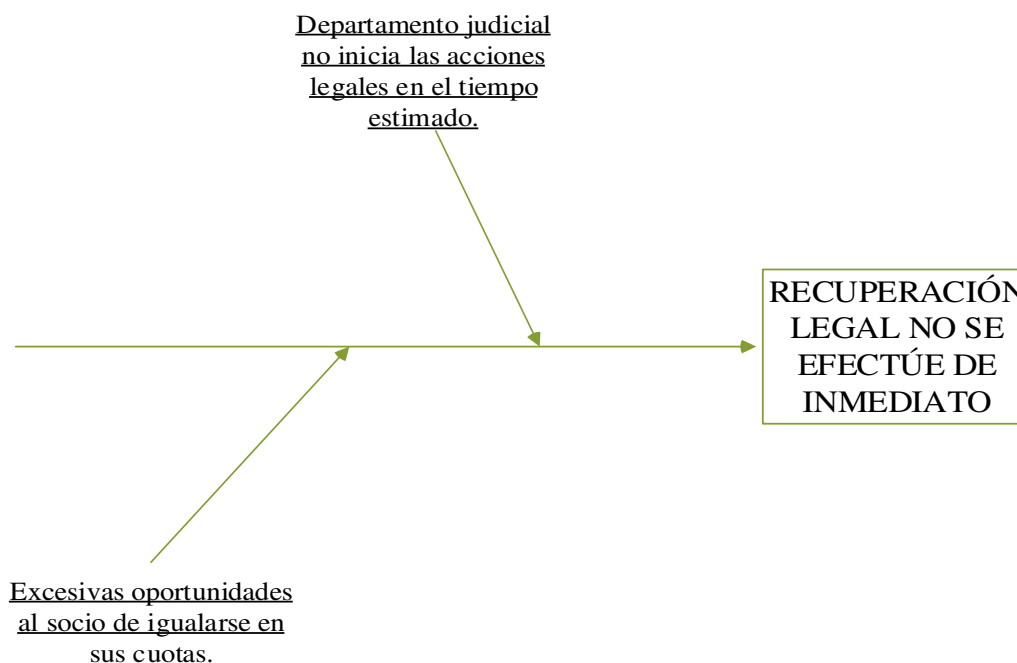 Departamento judicial
no inicia las acciones
legales en el tiempo
estimado.
RECUPERACIÓN
LEGAL NO SE
EFECTÚE DE
INMEDIATO
Excesivas oportunidades
al socio de igualarse en
sus cuotas.